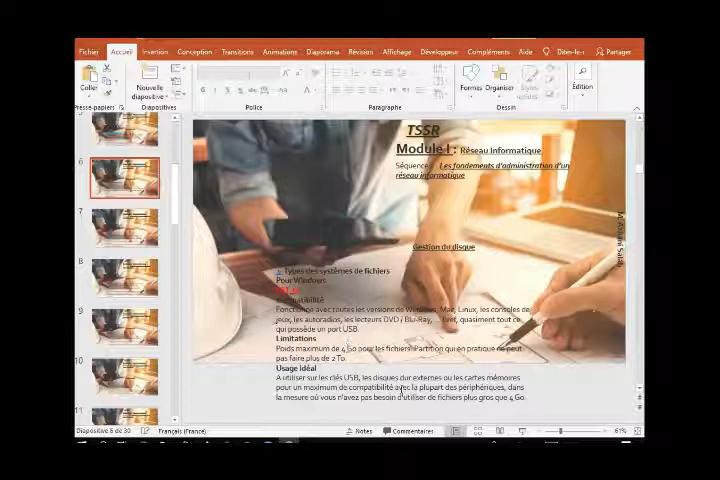 Fichier Accueil Insertion Conception Transitions Animations Diaporama Révision Affichage Développeur Compléments Aide Dites-le- Partager
Coller Nouvelle diapositive Formes Organiser Styles rapides Édition
Presse-papiers Diapositives Police Paragraphe Dessin
TSSR
Module I : Réseau Informatique
Séquence: Les fondements d'administration d'un
réseau informatique
Gestion du disque
Types des systèmes de fichiers
Pour Windows
Compatibilité
Fonctionne avec toutes les versions de Windows, Mac, Linux, les consoles de
jeux, les autoradios, les lecteurs DVD / Blu-Ray, ... Bref, quasiment tout ce
qui possède un port USB.
Limitations
Poids maximum de 4 Go pour les fichiers. Partition qui en pratique ne peut
pas faire plus de 2 To.
Usage idéal
A utiliser sur les clés USB, les disques dur externes ou les cartes mémoires
pour un maximum de compatibilité avec la plupart des périphériques, dans
la mesure où vous n'avez pas besoin d'utiliser de fichiers plus gros que 4 Go.
6
7
8
9
10
11
Diapositive 6 de 30 Français (France) Notes Commentaires 61%